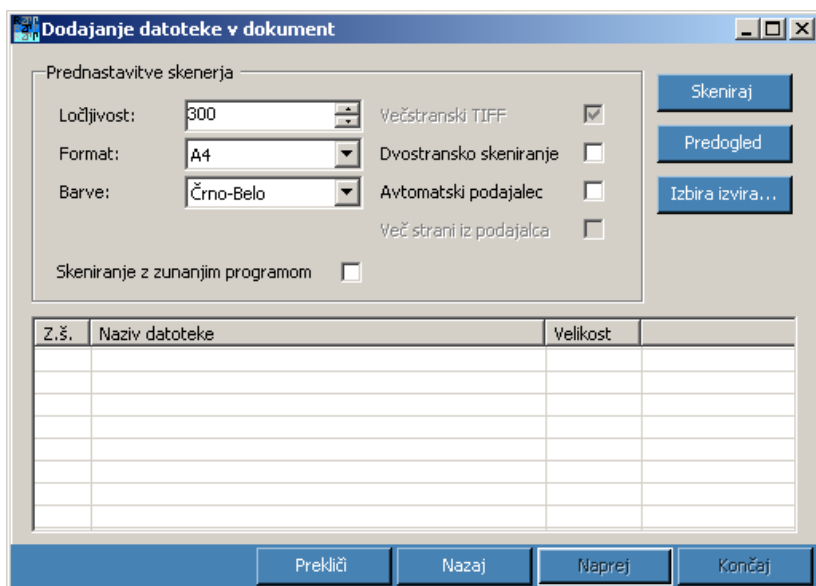 Dodajanje datoteke v dokument
Prednastavitve skenerja
Skeniraj
Ločljivost: 300 Večstranski TIFF
Predogled
Format: A4 Dvostransko skeniranje
Barve: Črno-Belo Avtomatski podajalec
Izbira izvira...
Več strani iz podajalca
Skeniranje z zunanjim programom
Z.š. Naziv datoteke Velikost
Prekliči Nazaj Naprej Končaj